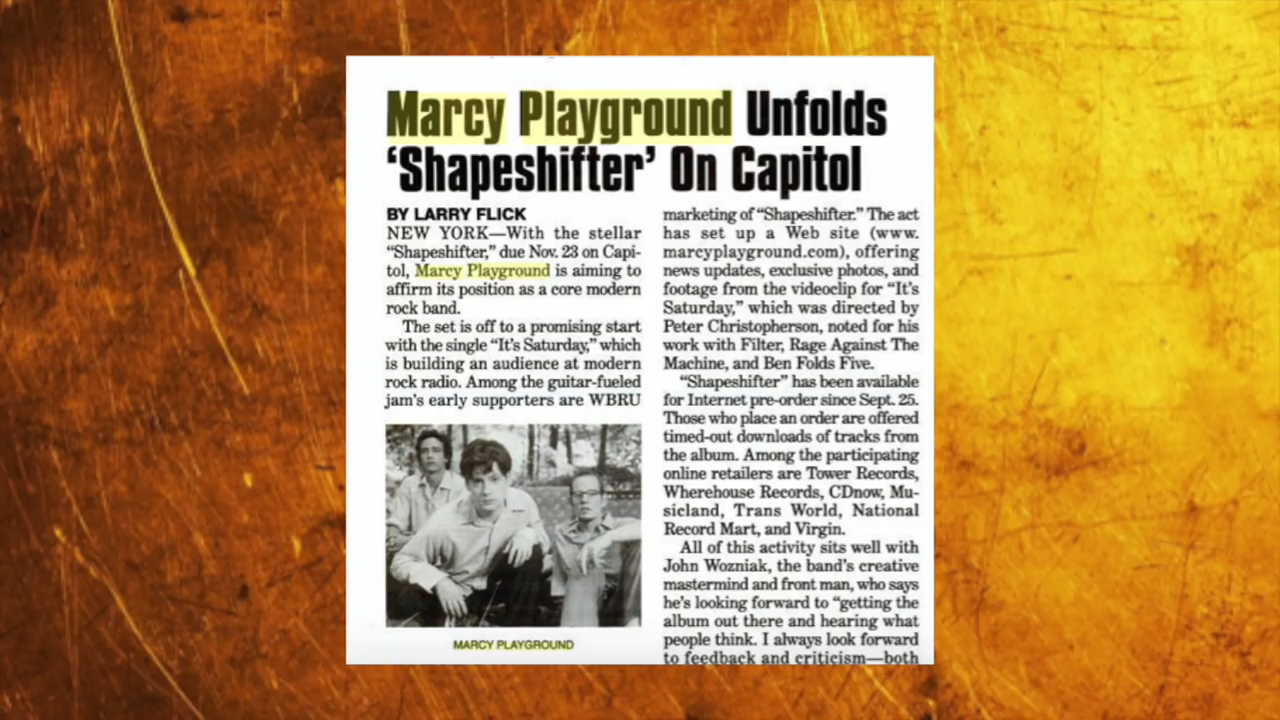 Marcy Playground Unfolds
‘Shapeshifter’ On Capitol
BY LARRY FLICK
NEW YORK—With the stellar
“Shapeshifter,” due Nov. 23 on Capi-
tol, Marcy Playground is aiming to
affirm its position as a core modern
rock band.
The set is off to a promising start
with the single “It’s Saturday,” which
is building an audience at modern
rock radio. Among the guitar-fueled
jam’s early supporters are WBRU
MARCY PLAYGROUND
marketing of “Shapeshifter.” The act
has set up a Web site (www.
marcyplayground.com), offering
news updates, exclusive photos, and
footage from the videoclip for “It’s
Saturday,” which was directed by
Peter Christopherson, noted for his
work with Filter, Rage Against The
Machine, and Ben Folds Five.
“Shapeshifter” has been available
for Internet pre-order since Sept. 25.
Those who place an order are offered
timed-out downloads of tracks from
the album. Among the participating
online retailers are Tower Records,
Wherehouse Records, CDnow, Mu-
sicland, Trans World, National
Record Mart, and Virgin.
All of this activity sits well with
John Wozniak, the band’s creative
mastermind and front man, who says
he’s looking forward to “getting the
album out there and hearing what
people think. I always look forward
to feedback and criticism—both